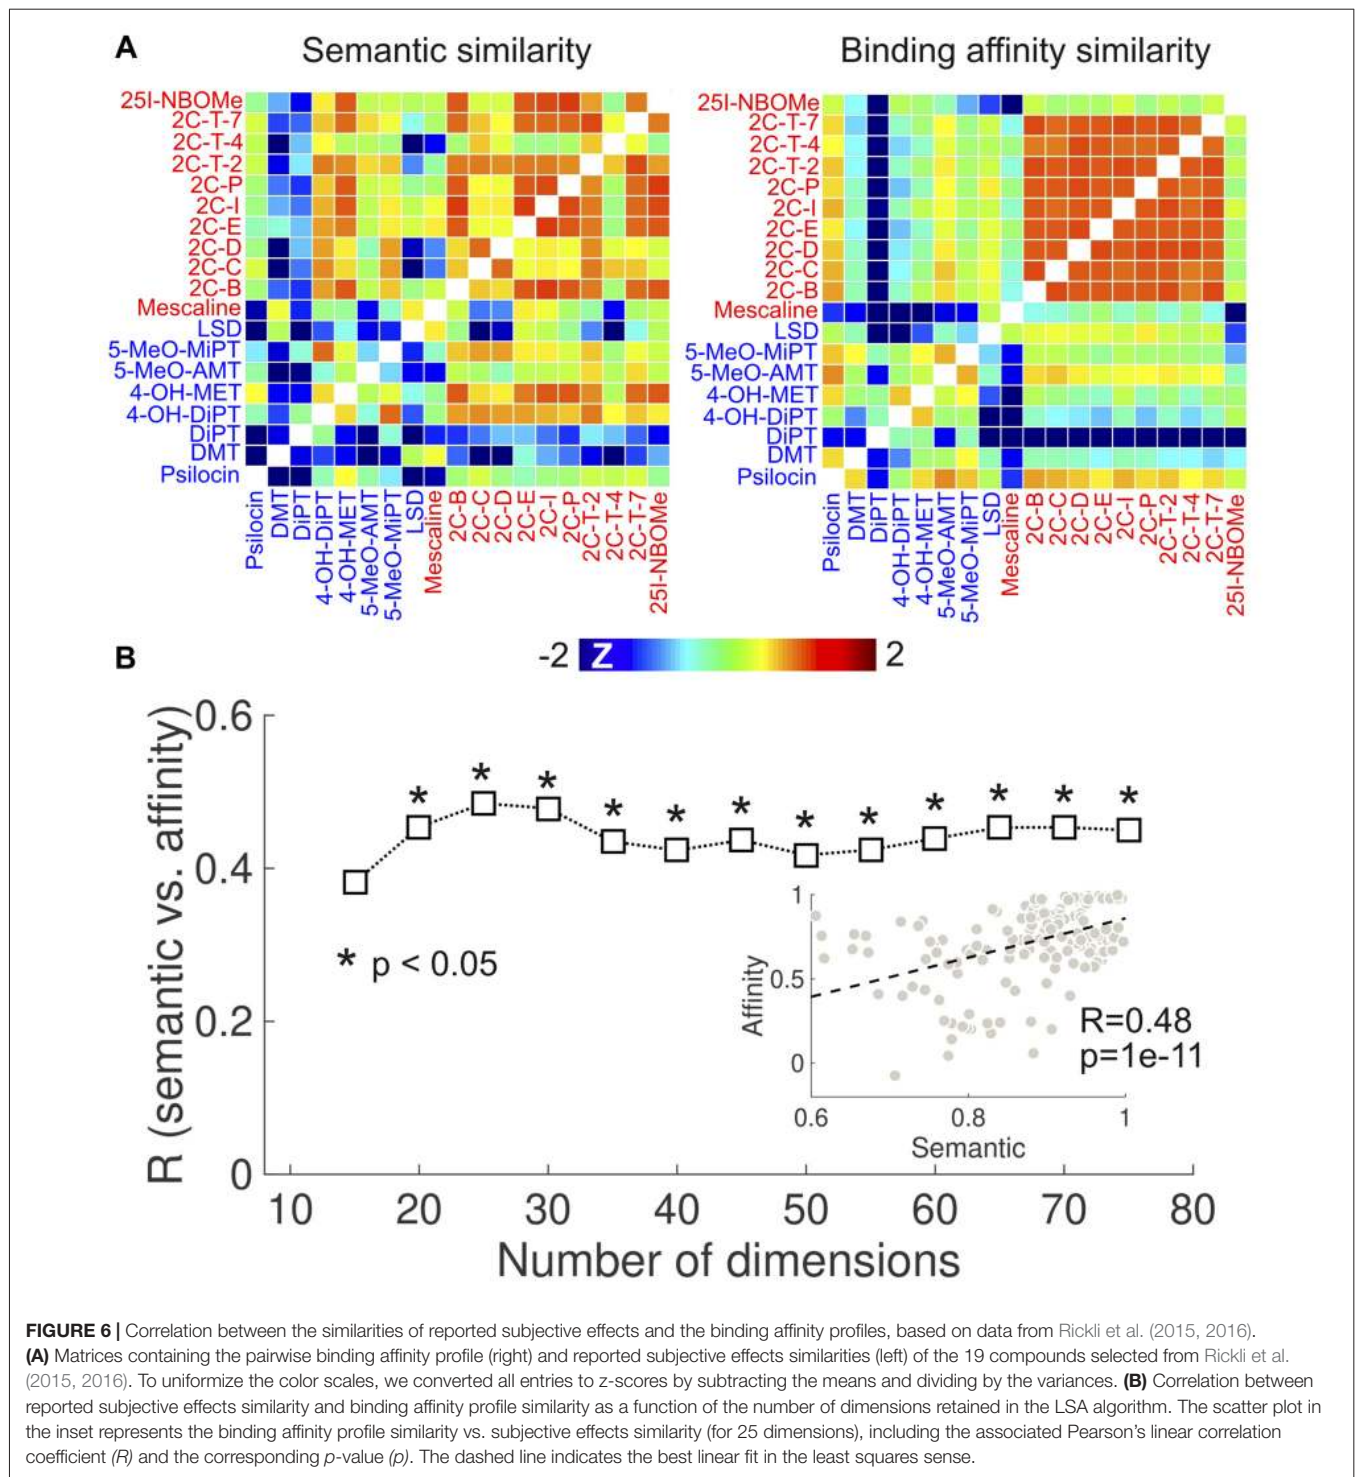 A
Semantic similarity
Binding affinity similarity
25I-NBOMe
2C-T-7
2C-T-4
2C-T-2
2C-P
2C-I
2C-E
2C-D
2C-C
2C-B
Mescaline
LSD
5-MeO-MiPT
5-MeO-AMT
4-OH-MET
4-OH-DiPT
DiPT
DMT
Psilocin
Psilocin
DMT
DiPT
4-OH-DiPT
4-OH-MET
5-MeO-AMT
5-MeO-MiPT
LSD
Mescaline
2C-B
2C-C
2C-D
2C-E
2C-I
2C-P
2C-T-2
2C-T-4
2C-T-7
25I-NBOMe
25I-NBOMe
2C-T-7
2C-T-4
2C-T-2
2C-P
2C-I
2C-E
2C-D
2C-C
2C-B
Mescaline
LSD
5-MeO-MiPT
5-MeO-AMT
4-OH-MET
4-OH-DiPT
DiPT
DMT
Psilocin
Psilocin
DMT
DiPT
4-OH-DiPT
4-OH-MET
5-MeO-AMT
5-MeO-MiPT
LSD
Mescaline
2C-B
2C-C
2C-D
2C-E
2C-I
2C-P
2C-T-2
2C-T-4
2C-T-7
25I-NBOMe
-2 Z 2
B
R (semantic vs. affinity)
0.6
0.4
0.2
0
* * * * * * * * * * * *
* p < 0.05
10 20 30 40 50 60 70 80
Number of dimensions
Affinity
1
0.5
0
R=0.48
p=1e-11
0.6 0.8 1
Semantic
FIGURE 6 | Correlation between the similarities of reported subjective effects and the binding affinity profiles, based on data from Rickli et al. (2015, 2016).
(A) Matrices containing the pairwise binding affinity profile (right) and reported subjective effects similarities (left) of the 19 compounds selected from Rickli et al.
(2015, 2016). To uniformize the color scales, we converted all entries to z-scores by subtracting the means and dividing by the variances. (B) Correlation between
reported subjective effects similarity and binding affinity profile similarity as a function of the number of dimensions retained in the LSA algorithm. The scatter plot in
the inset represents the binding affinity profile similarity vs. subjective effects similarity (for 25 dimensions), including the associated Pearson's linear correlation
coefficient (R) and the corresponding p-value (p). The dashed line indicates the best linear fit in the least squares sense.